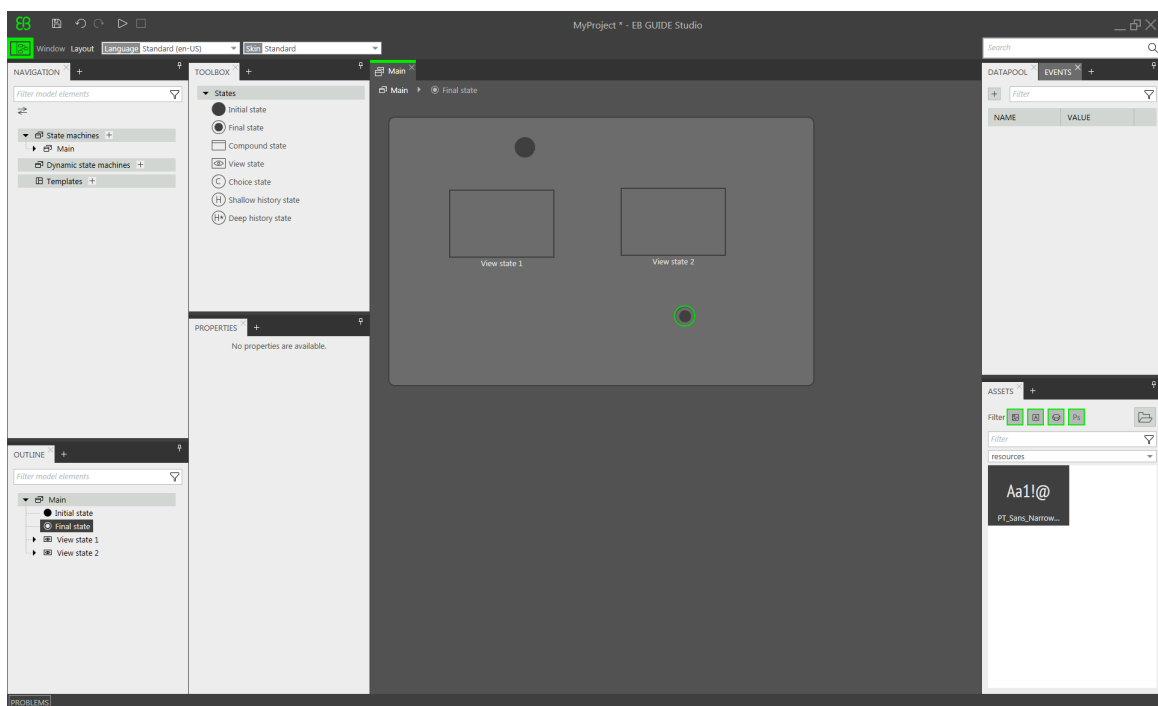 EB
MyProject * - EB GUIDE Studio
Window Layout Language Standard (en-US) Skin Standard
Search
NAVIGATION
Filter model elements
State machines
Main
Dynamic state machines
Templates
OUTLINE
Filter model elements
Main
Initial state
Final state
View state 1
View state 2
TOOLBOX
States
Initial state
Final state
Compound state
View state
C Choice state
H Shallow history state
H* Deep history state
PROPERTIES
No properties are available.
Main
Main Final state
View state 1
View state 2
DATAPOOL EVENTS
Filter
NAME VALUE
ASSETS
Filter A Ps
Filter
resources
Aa1!@
PT_Sans_Narrow...
PROBLEMS